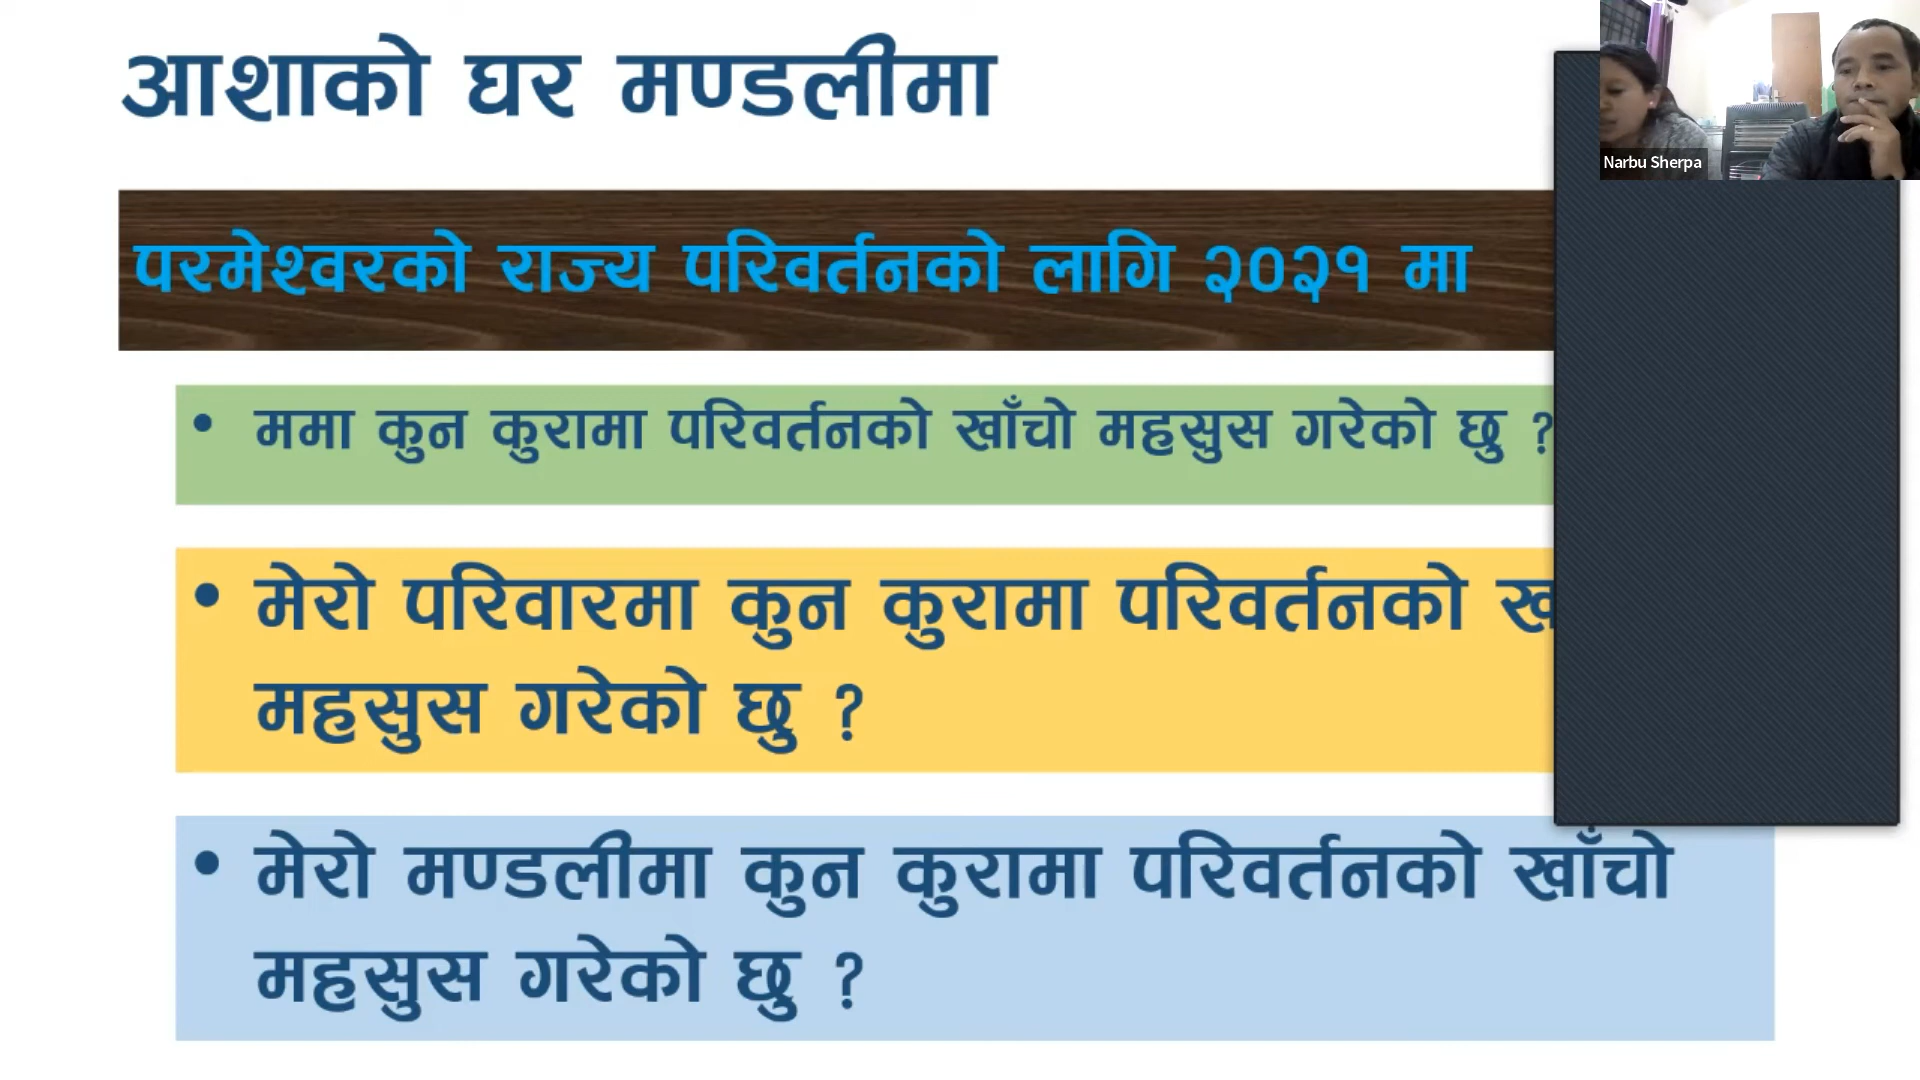 आशाको घर मण्डलीमा
Narbu Sherpa
परमेश्वरको राज्य परिवर्तनको लागि २०२१ मा
• ममा कुन कुरामा परिवर्तनको खाँचो महसुस गरेको छु ?
• मेरो परिवारमा कुन कुरामा परिवर्तनको
महसुस गरेको छु ?
• मेरो मण्डलीमा कुन कुरामा परिवर्तनको खाँचो
महसुस गरेको छु ?